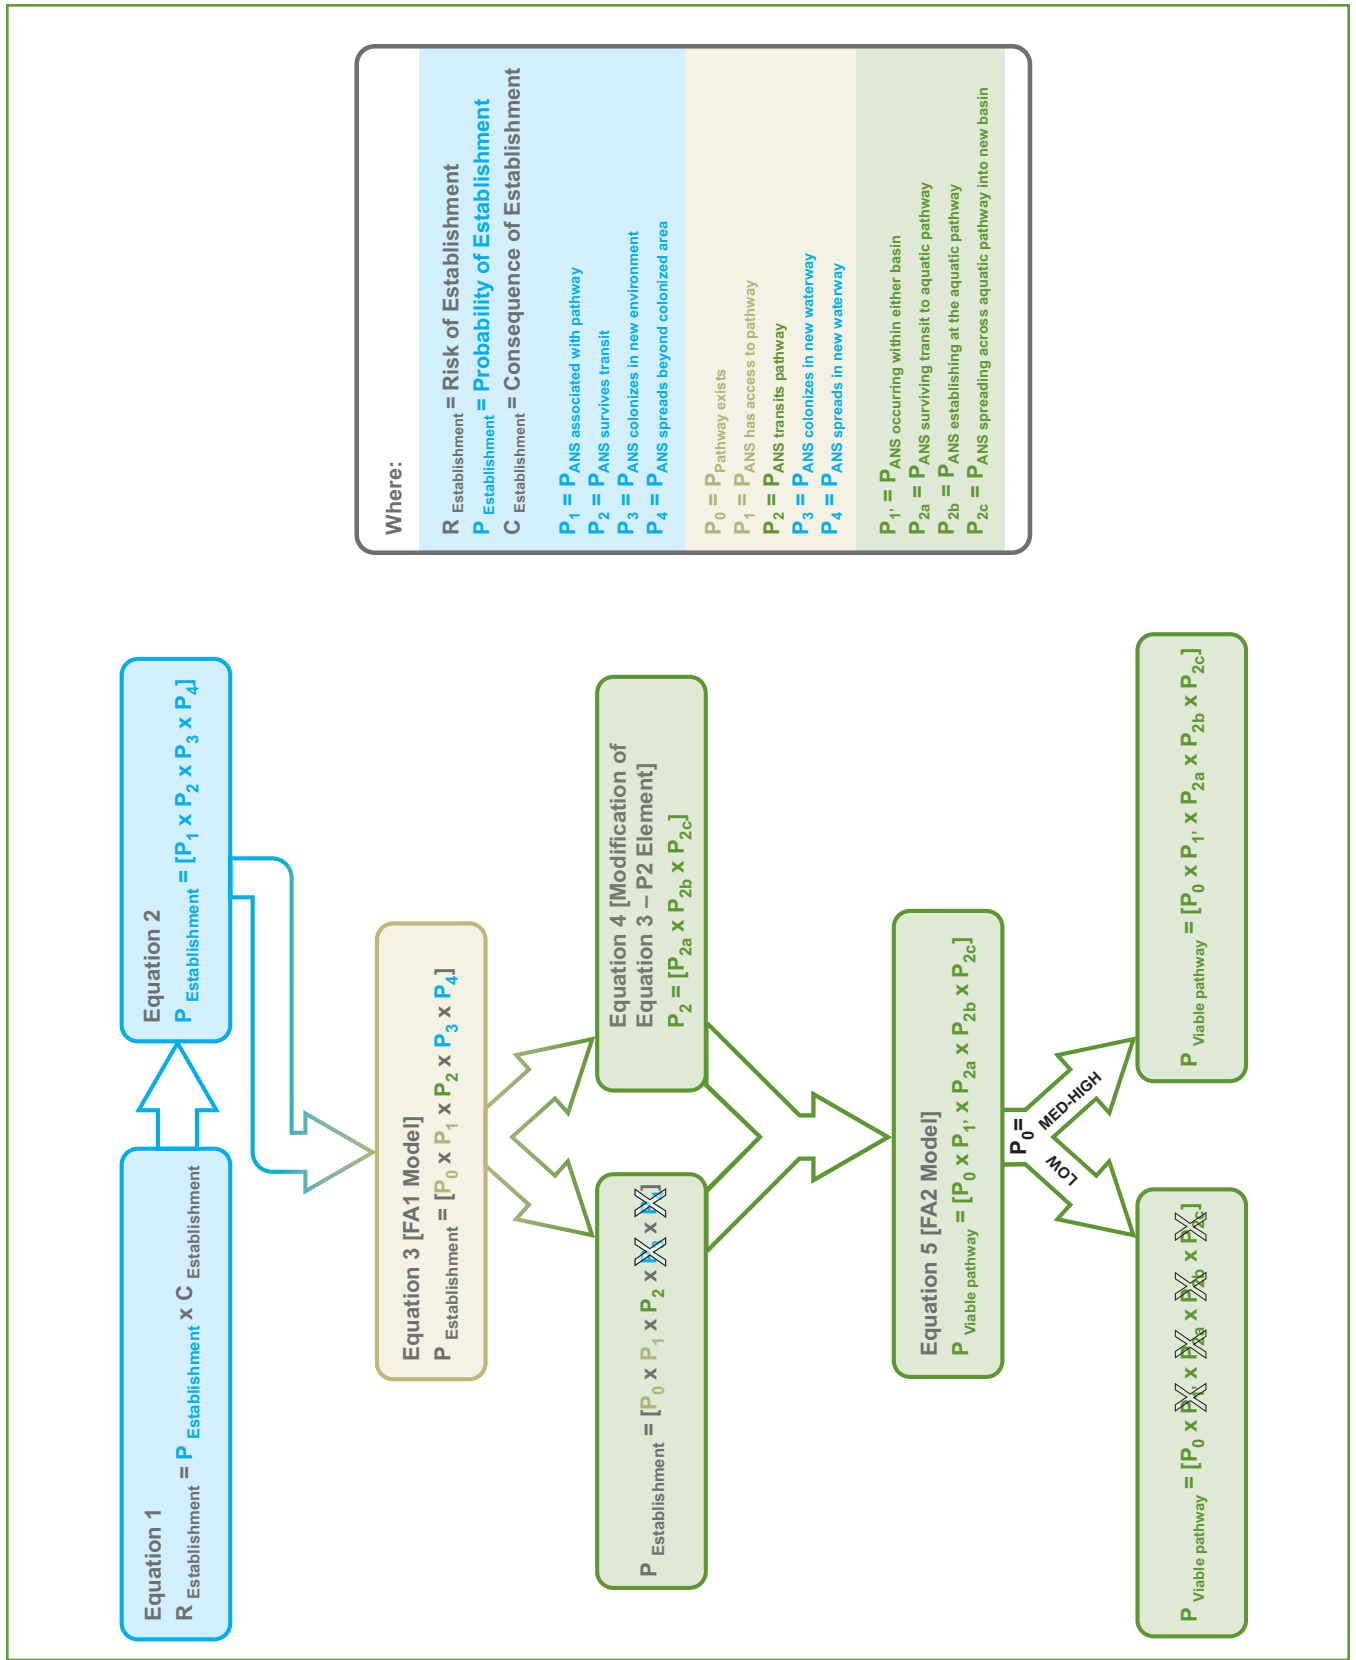 Equation 1
R Establishment = P Establishment x C Establishment
Equation 2
P Establishment = [P1 x P2 x P3 x P4]
Equation 3 [FA1 Model]
P Establishment = [P0 x P1 x P2 x P3 x P4]
P Establishment = [P0 x P1 x P2 x P3 x P4]
Equation 4 [Modification of
Equation 3 – P2 Element]
P2 = [P2a x P2b x P2c]
Equation 5 [FA2 Model]
P Viable pathway = [P0 x P1' x P2a x P2b x P2c]
P0 =
LOW
MED-HIGH
P Viable pathway = [P0 x P1' x P2a x P2b x P2c]
P Viable pathway = [P0 x P1' x P2a x P2b x P2c]
Where:
R Establishment = Risk of Establishment
P Establishment = Probability of Establishment
C Establishment = Consequence of Establishment
P1 = PANS associated with pathway
P2 = PANS survives transit
P3 = PANS colonizes in new environment
P4 = PANS spreads beyond colonized area
P0 = PPathway exists
P1 = PANS has access to pathway
P2 = PANS transits pathway
P3 = PANS colonizes in new waterway
P4 = PANS spreads in new waterway
P1' = PANS occurring within either basin
P2a = PANS surviving transit to aquatic pathway
P2b = PANS establishing at the aquatic pathway
P2c = PANS spreading across aquatic pathway into new basin